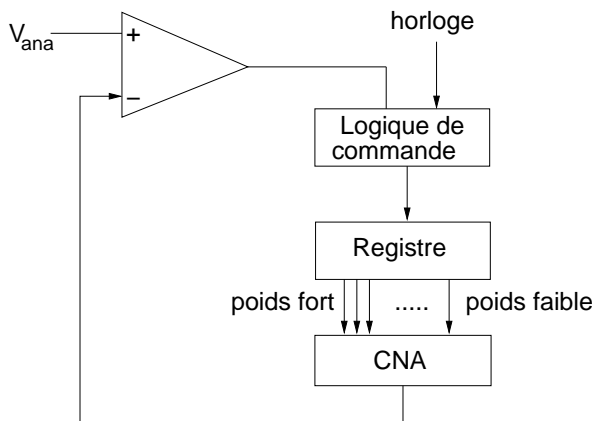 horloge
V_ana
+
−
Logique de
commande
Registre
poids fort ..... poids faible
CNA